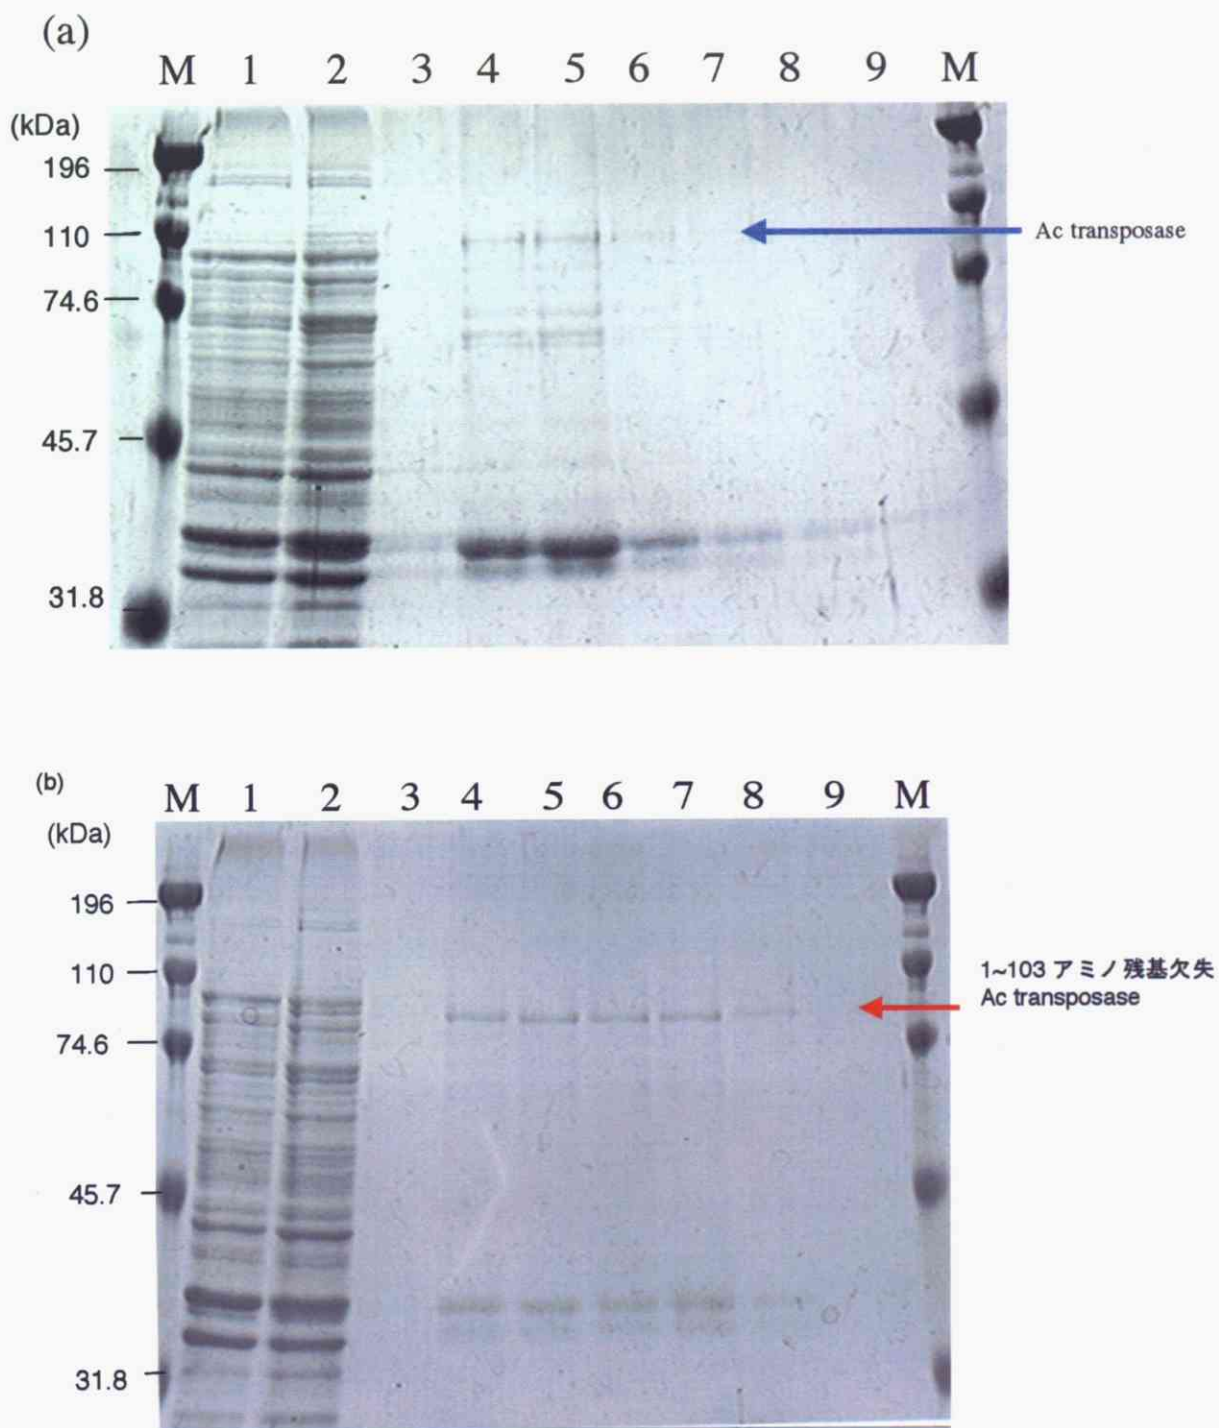 (a)
M 1 2 3 4 5 6 7 8 9 M
(kDa)
196
110
Ac transposase
74.6
45.7
31.8
(b)
M 1 2 3 4 5 6 7 8 9 M
(kDa)
196
110
1~103 アミノ残基欠失
Ac transposase
74.6
45.7
31.8